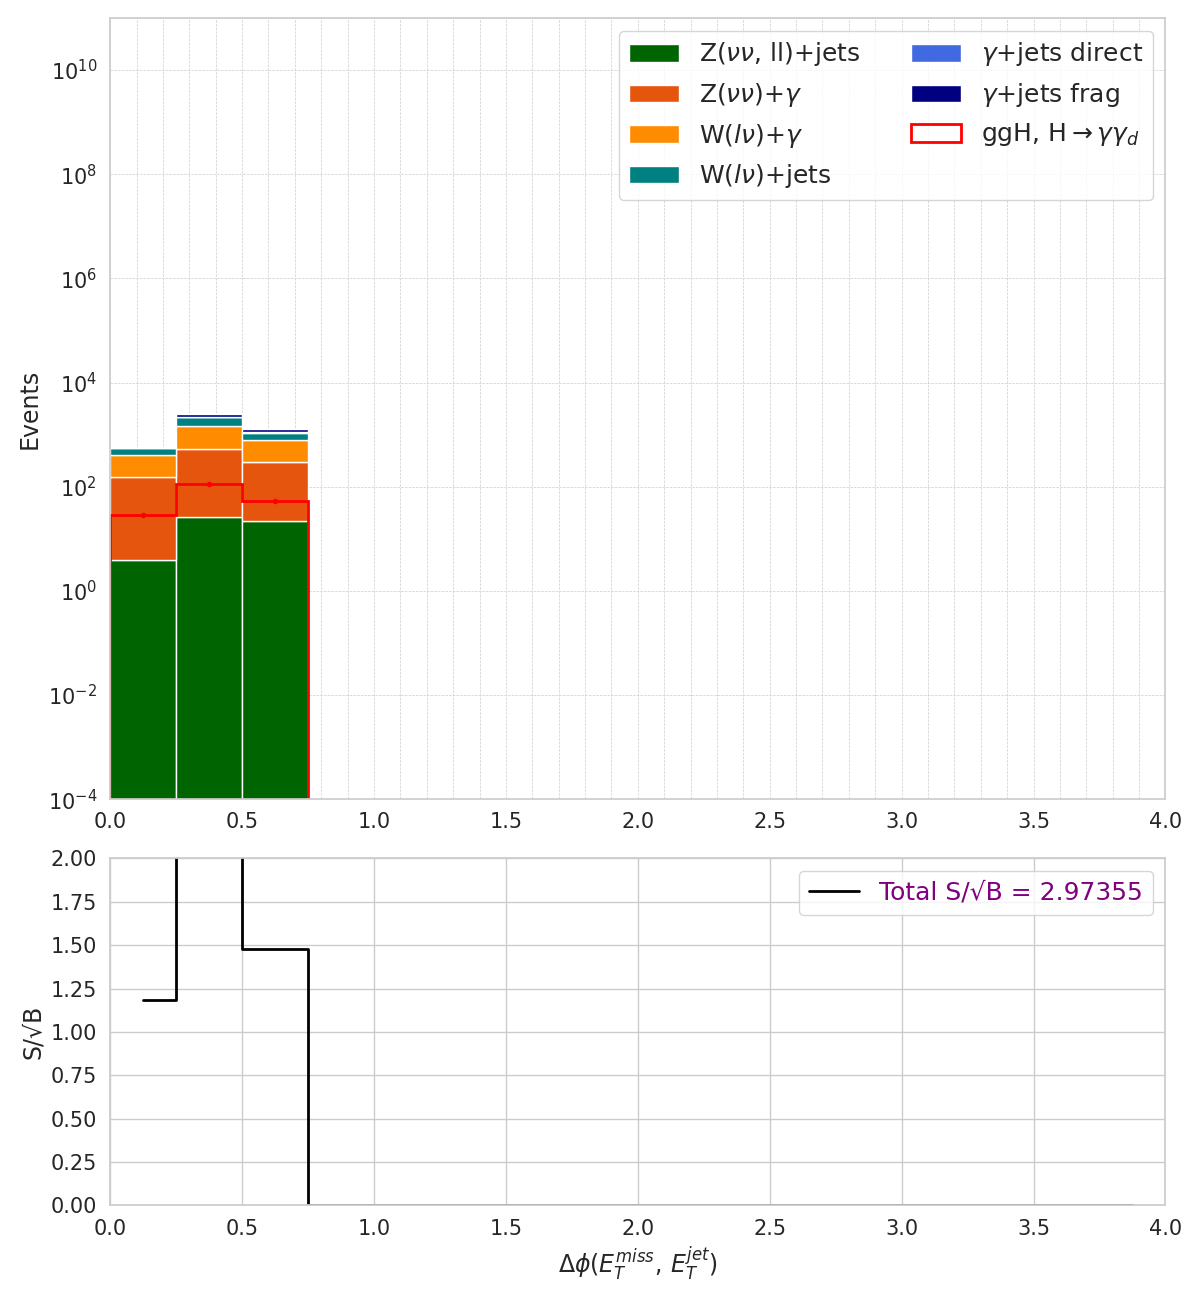 Z(νν, ll)+jets
Z(νν)+γ
W(lν)+γ
W(lν)+jets
γ+jets direct
γ+jets frag
ggH, H→γγ_d
Events
10^10
10^8
10^6
10^4
10^2
10^0
10^−2
10^−4
0.0 0.5 1.0 1.5 2.0 2.5 3.0 3.5 4.0
Total S/√B = 2.97355
S/√B
2.00
1.75
1.50
1.25
1.00
0.75
0.50
0.25
0.00
0.0 0.5 1.0 1.5 2.0 2.5 3.0 3.5 4.0
Δϕ(E_T^miss, E_T^jet)